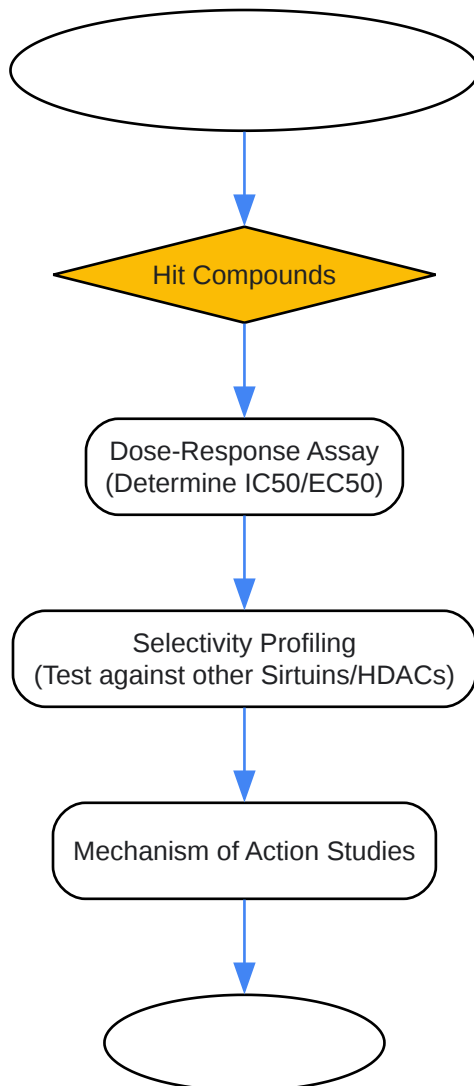 Hit Compounds
Dose-Response Assay
(Determine IC50/EC50)
Selectivity Profiling
(Test against other Sirtuins/HDACs)
Mechanism of Action Studies